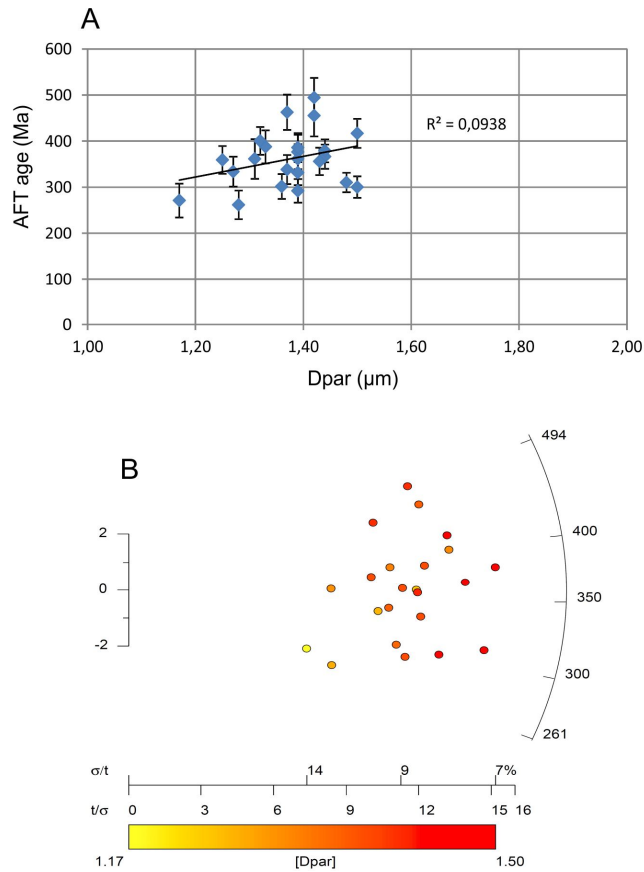 A
600
500
400
300
200
100
0
AFT age (Ma)
R² = 0,0938
1,00 1,20 1,40 1,60 1,80 2,00
Dpar (µm)
B
494
400
350
300
261
2
0
-2
σ/t 14 9 7%
t/σ 0 3 6 9 12 15 16
1.17 [Dpar] 1.50